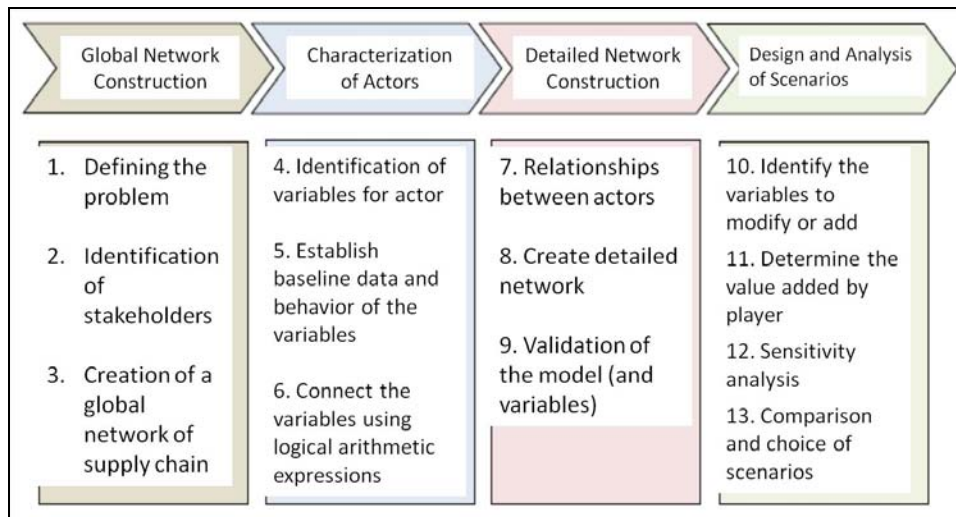 Global Network
Construction
Characterization
of Actors
Detailed Network
Construction
Design and Analysis
of Scenarios
1. Defining the
problem
2. Identification
of
stakeholders
3. Creation of a
global
network of
supply chain
4. Identification of
variables for actor
5. Establish
baseline data and
behavior of the
variables
6. Connect the
variables using
logical arithmetic
expressions
7. Relationships
between actors
8. Create detailed
network
9. Validation of
the model (and
variables)
10. Identify the
variables to
modify or add
11. Determine the
value added by
player
12. Sensitivity
analysis
13. Comparison
and choice of
scenarios